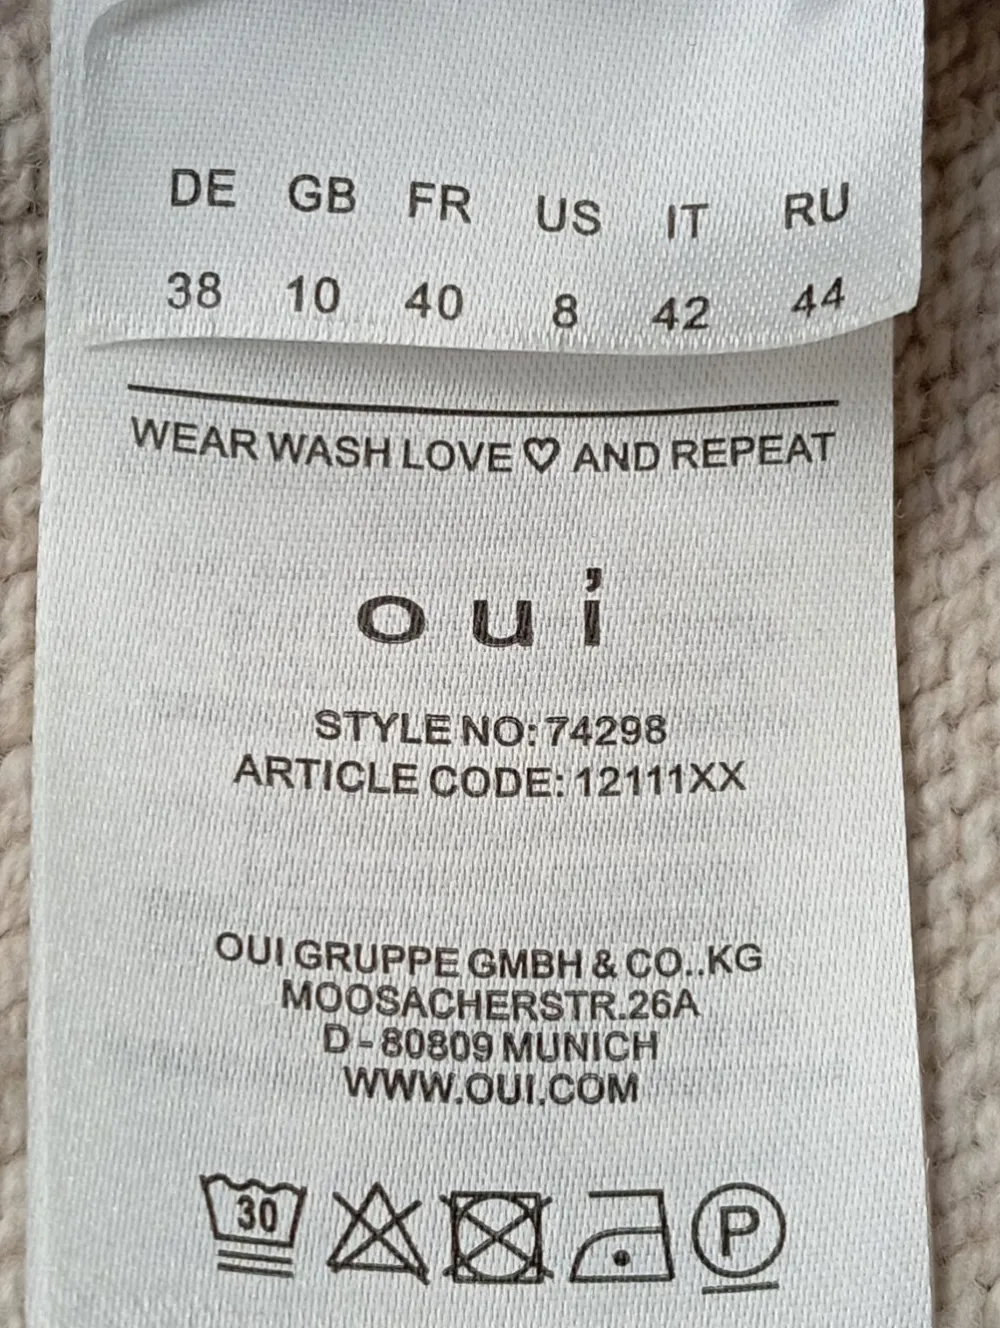 DE GB FR US IT RU
38 10 40 8 42 44
WEAR WASH LOVE ♡ AND REPEAT
oui
STYLE NO: 74298
ARTICLE CODE: 12111XX
OUI GRUPPE GMBH & CO..KG
MOOSACHERSTR.26A
D - 80809 MUNICH
WWW.OUI.COM
30 P